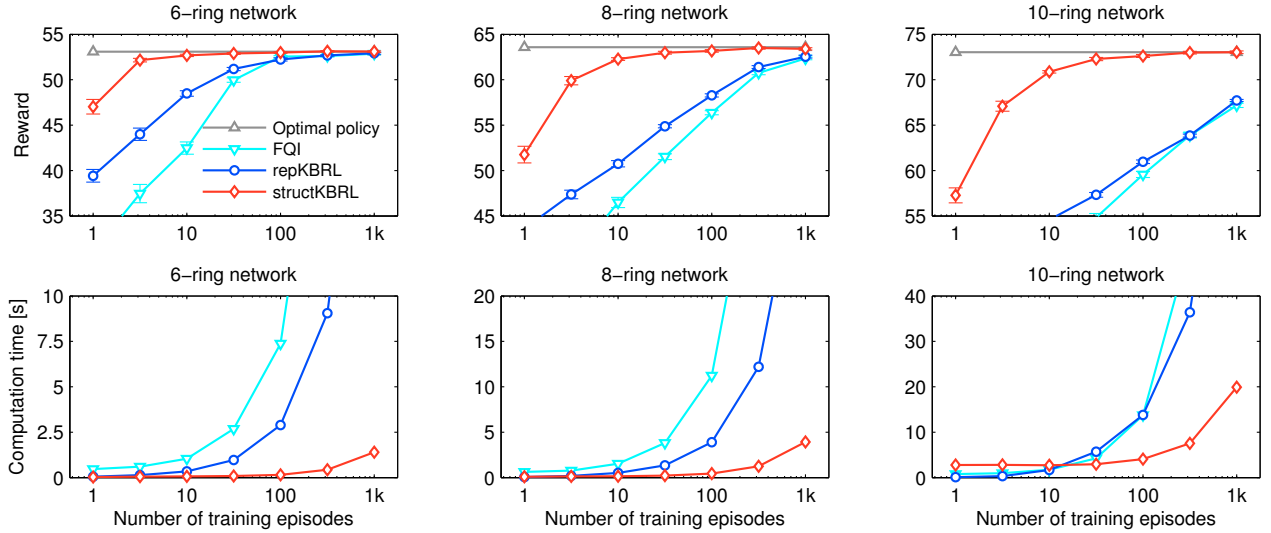 6−ring network
8−ring network
10−ring network
Reward
55
50
45
40
35
1
10
100
1k
Optimal policy
FQI
repKBRL
structKBRL
65
60
55
50
45
1
10
100
1k
75
70
65
60
55
1
10
100
1k
6−ring network
8−ring network
10−ring network
Computation time [s]
10
7.5
5
2.5
0
1
10
100
1k
Number of training episodes
20
15
10
5
0
1
10
100
1k
Number of training episodes
40
30
20
10
0
1
10
100
1k
Number of training episodes